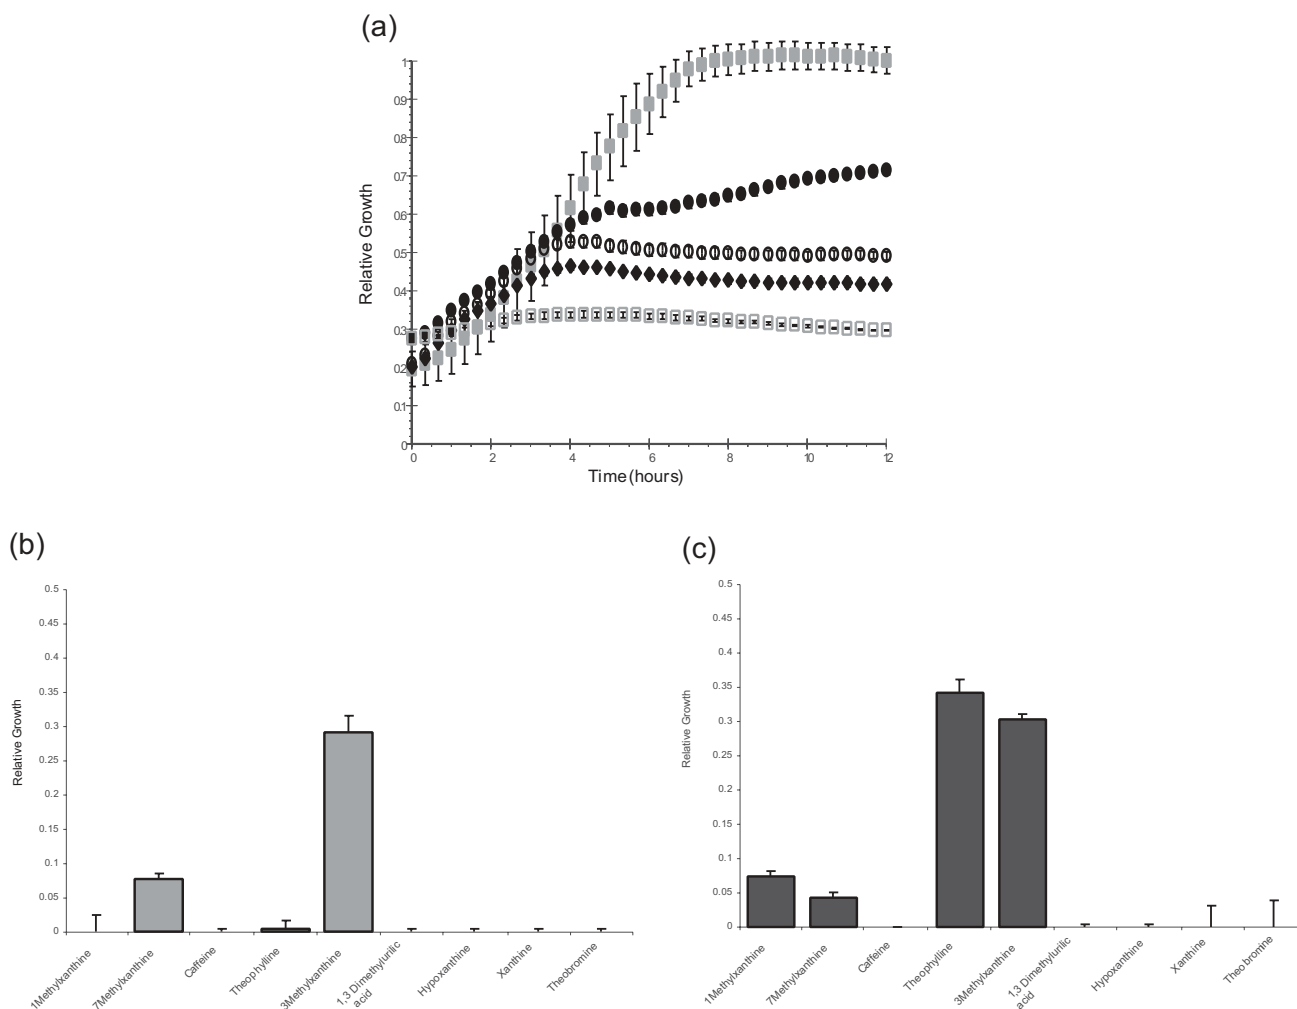 (a)
1
0.9
0.8
0.7
0.6
0.5
0.4
0.3
0.2
0.1
0
Relative Growth
0 2 4 6 8 10 12
Time (hours)
(b)
0.5
0.45
0.4
0.35
0.3
0.25
0.2
0.15
0.1
0.05
0
Relative Growth
1Methylxanthine
7Methylxanthine
Caffeine
Theophylline
3Methylxanthine
1,3 Dimethylurilic
acid
Hypoxanthine
Xanthine
Theobromine
(c)
0.5
0.45
0.4
0.35
0.3
0.25
0.2
0.15
0.1
0.05
0
Relative Growth
1Methylxanthine
7Methylxanthine
Caffeine
Theophylline
3Methylxanthine
1,3 Dimethylurilic
acid
Hypoxanthine
Xanthine
Theobromine